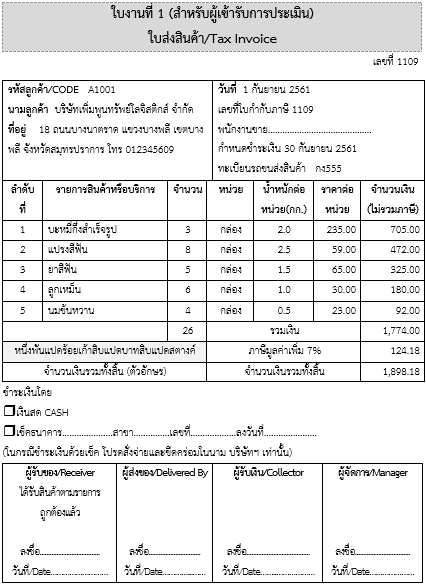 ใบงานที่ 1 (สำหรับผู้เข้ารับการประเมิน)
ใบส่งสินค้า/Tax Invoice
เลขที่ 1109
รหัสลูกค้า/CODE A1001
นามลูกค้า บริษัทเพิ่มพูนทรัพย์โลจิสติกส์ จำกัด
ที่อยู่ 18 ถนนบางนาตราด แขวงบางพลี เขตบาง
พลี จังหวัดสมุทรปราการ โทร 012345609
วันที่ 1 กันยายน 2561
เลขที่ใบกำกับภาษี 1109
พนักงานขาย........................................
กำหนดชำระเงิน 30 กันยายน 2561
ทะเบียนรถขนส่งสินค้า กง555
ลำดับที่ รายการสินค้าหรือบริการ จำนวน หน่วย น้ำหนักต่อหน่วย(กก.) ราคาต่อหน่วย จำนวนเงิน (ไม่รวมภาษี)
1 บะหมี่กึ่งสำเร็จรูป 3 กล่อง 2.0 235.00 705.00
2 แปรงสีฟัน 8 กล่อง 2.5 59.00 472.00
3 ยาสีฟัน 5 กล่อง 1.5 65.00 325.00
4 ลูกเหม็น 6 กล่อง 1.0 30.00 180.00
5 นมข้นหวาน 4 กล่อง 0.5 23.00 92.00
26 รวมเงิน 1,774.00
หนึ่งพันแปดร้อยเก้าสิบแปดบาทสิบแปดสตางค์ ภาษีมูลค่าเพิ่ม 7% 124.18
จำนวนเงินรวมทั้งสิ้น (ตัวอักษร) จำนวนเงินรวมทั้งสิ้น 1,898.18
ชำระเงินโดย
เงินสด CASH
เช็คธนาคาร....................สาขา..................เลขที่..................ลงวันที่.....................
(ในกรณีชำระเงินด้วยเช็ค โปรดสั่งจ่ายและขีดคร่อมในนาม บริษัทฯ เท่านั้น)
ผู้รับของ/Receiver ผู้ส่งของ/Delivered By ผู้รับเงิน/Collector ผู้จัดการ/Manager
ได้รับสินค้าตามรายการ
ถูกต้องแล้ว
ลงชื่อ........................ ลงชื่อ........................ ลงชื่อ........................ ลงชื่อ........................
วันที่/Date........................ วันที่/Date........................ วันที่/Date........................ วันที่/Date........................